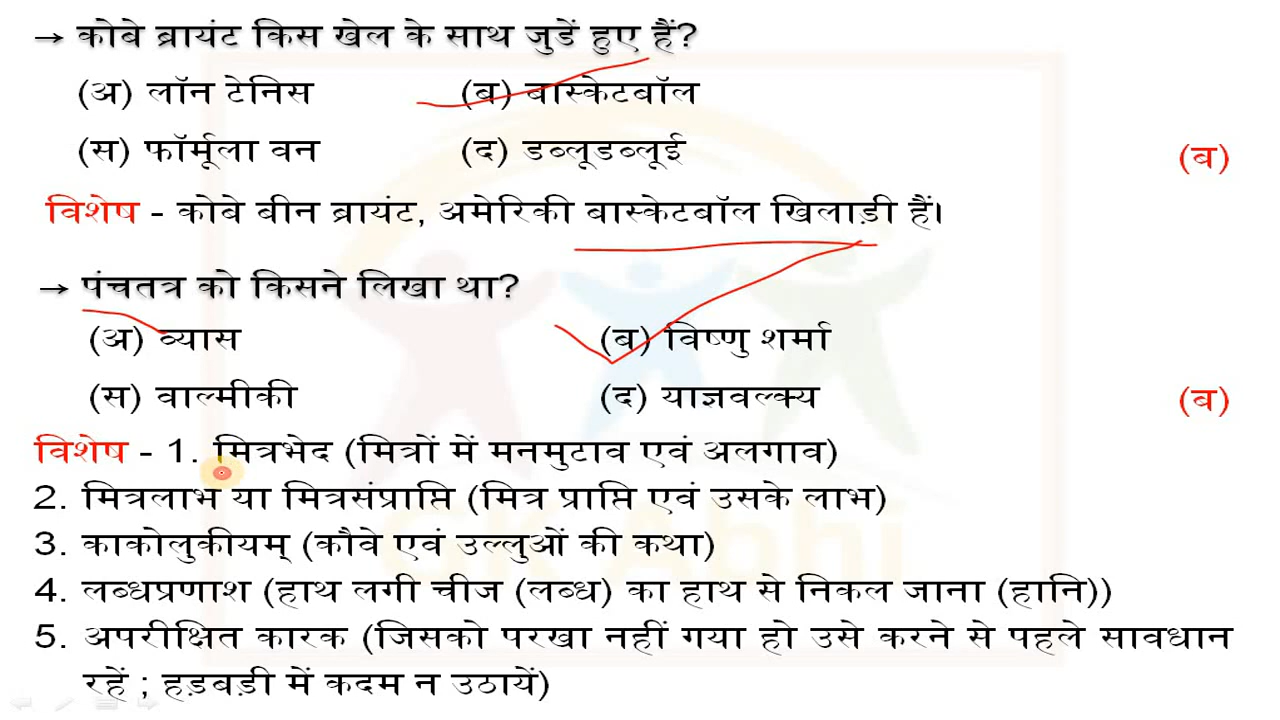 → कोबे ब्रायंट किस खेल के साथ जुडें हुए हैं?
(अ) लॉन टेनिस (ब) बास्केटबॉल
(स) फॉर्मूला वन (द) डब्लूडब्लूई (ब)
विशेष - कोबे बीन ब्रायंट, अमेरिकी बास्केटबॉल खिलाड़ी हैं।
→ पंचतत्र को किसने लिखा था?
(अ) व्यास (ब) विष्णु शर्मा
(स) वाल्मीकी (द) याज्ञवल्क्य (ब)
विशेष - 1. मित्रभेद (मित्रों में मनमुटाव एवं अलगाव)
2. मित्रलाभ या मित्रसंप्राप्ति (मित्र प्राप्ति एवं उसके लाभ)
3. काकोलुकीयम् (कौवे एवं उल्लुओं की कथा)
4. लब्धप्रणाश (हाथ लगी चीज (लब्ध) का हाथ से निकल जाना (हानि))
5. अपरीक्षित कारक (जिसको परखा नहीं गया हो उसे करने से पहले सावधान
रहें ; हड़बड़ी में कदम न उठायें)
GK Abhi